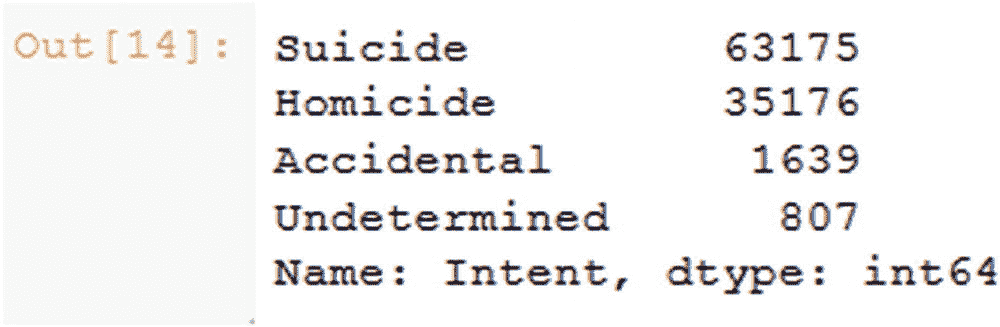 Out[14]: Suicide 63175
Homicide 35176
Accidental 1639
Undetermined 807
Name: Intent, dtype: int64